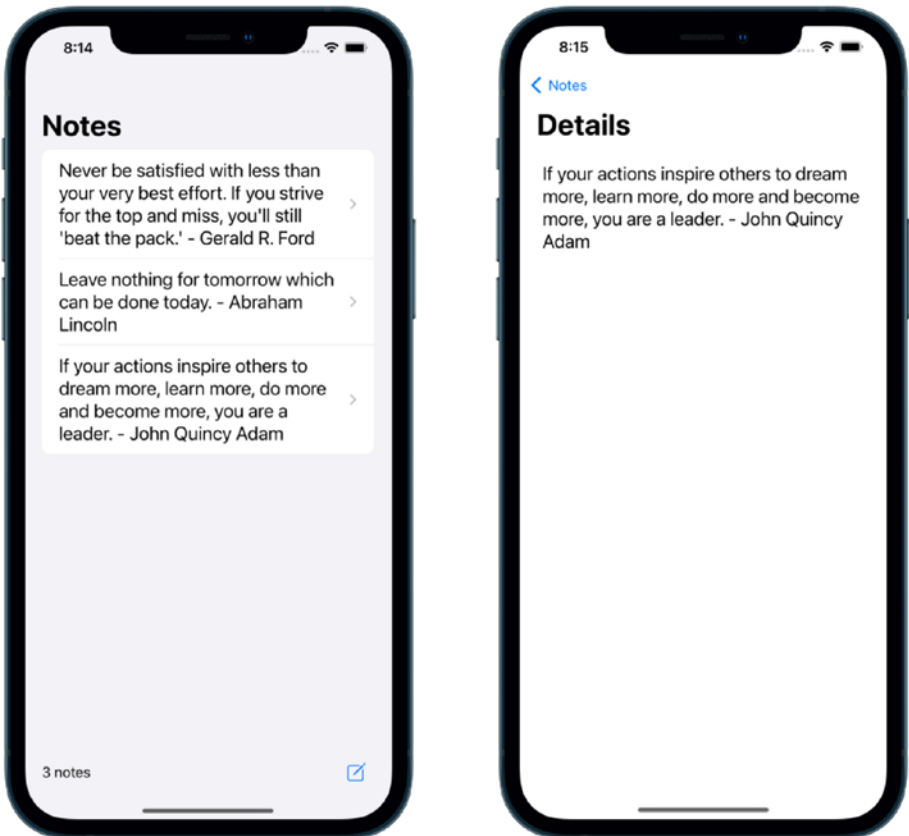 8:14
Notes
Never be satisfied with less than
your very best effort. If you strive
for the top and miss, you'll still
'beat the pack.' - Gerald R. Ford
Leave nothing for tomorrow which
can be done today. - Abraham
Lincoln
If your actions inspire others to
dream more, learn more, do more
and become more, you are a
leader. - John Quincy Adam
3 notes
8:15
Notes
Details
If your actions inspire others to dream
more, learn more, do more and become
more, you are a leader. - John Quincy
Adam